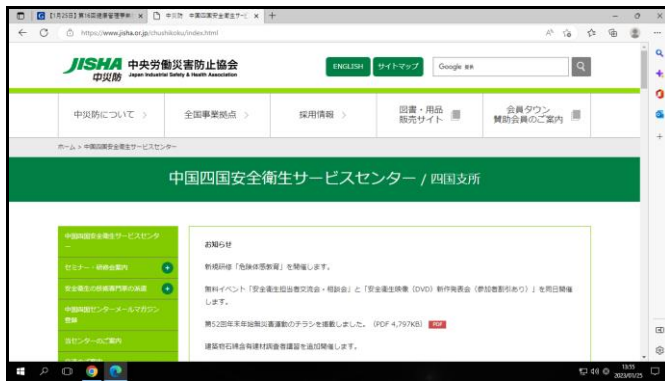 【1月25日】第16回健康管理学術
中災防 中国四国安全衛生サービ
https://www.jisha.or.jp/chushikoku/index.html
JISHA 中央労働災害防止協会
中災防 Japan Industrial Safety & Health Association
ENGLISH
サイトマップ
Google 検索
中災防について
全国事業拠点
採用情報
図書・用品
販売サイト
会員タウン
賛助会員のご案内
ホーム > 中国四国安全衛生サービスセンター
中国四国安全衛生サービスセンター / 四国支所
中国四国安全衛生サービスセンタ
ー
セミナー・研修会案内
安全衛生の技術専門家の派遣
中国四国センターメールマガジン
登録
当センターのご案内
お知らせ
新規研修「危険体感教育」を開催します。
無料イベント「安全衛生担当者交流会・相談会」と「安全衛生映像（DVD）新作発表会（参加者割引あり）」を同日開催
します。
第52回年末年始無災害運動のチラシを掲載しました。（PDF 4,797KB） PDF
建築物石綿含有建材調査者講習を追加開催します。
13:55
2023/01/25